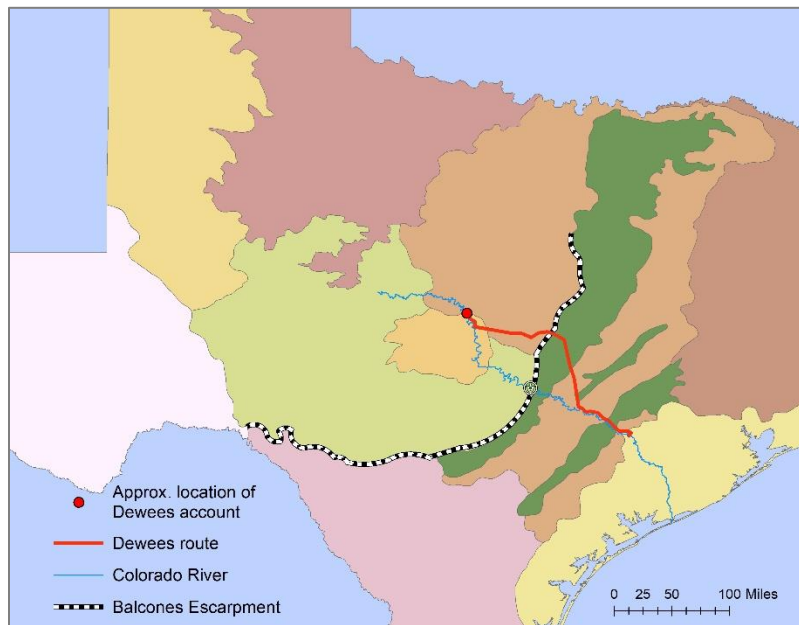 Approx. location of
Dewees account
Dewees route
Colorado River
Balcones Escarpment
0 25 50 100 Miles